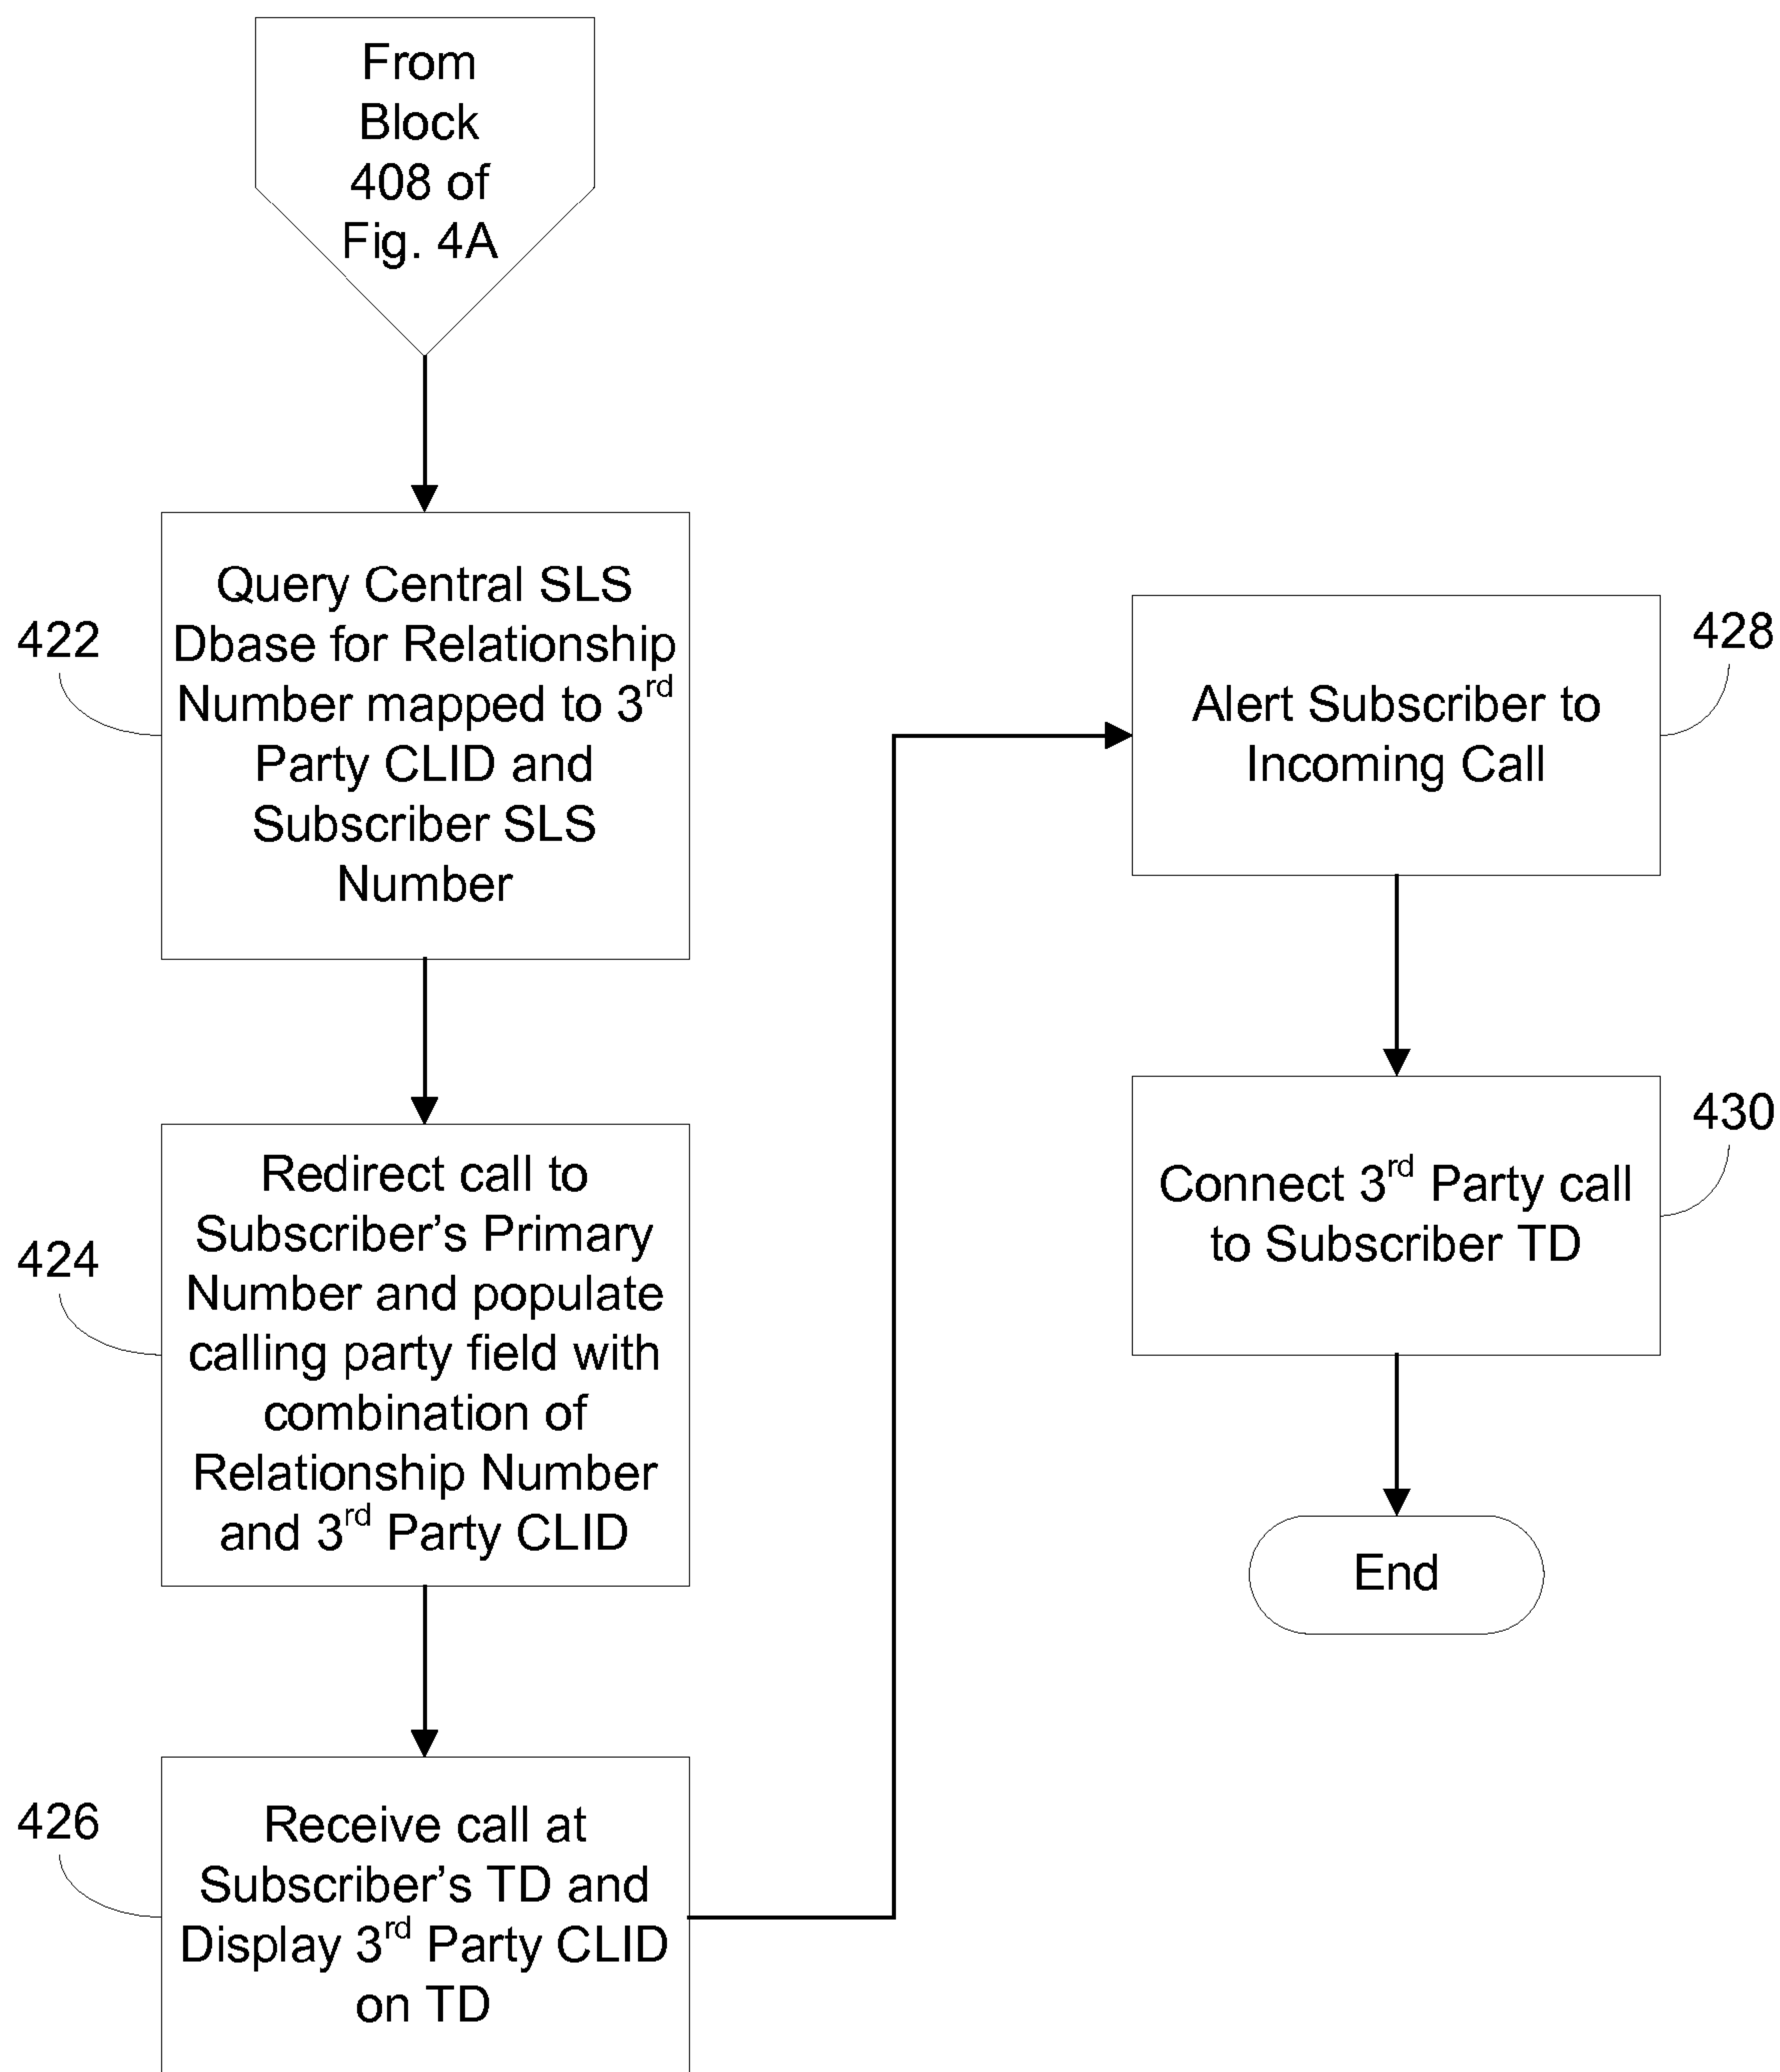 From
Block
408 of
Fig. 4A
422
Query Central SLS
Dbase for Relationship
Number mapped to 3rd
Party CLID and
Subscriber SLS
Number
424
Redirect call to
Subscriber’s Primary
Number and populate
calling party field with
combination of
Relationship Number
and 3rd Party CLID
426
Receive call at
Subscriber’s TD and
Display 3rd Party CLID
on TD
428
Alert Subscriber to
Incoming Call
430
Connect 3rd Party call
to Subscriber TD
End